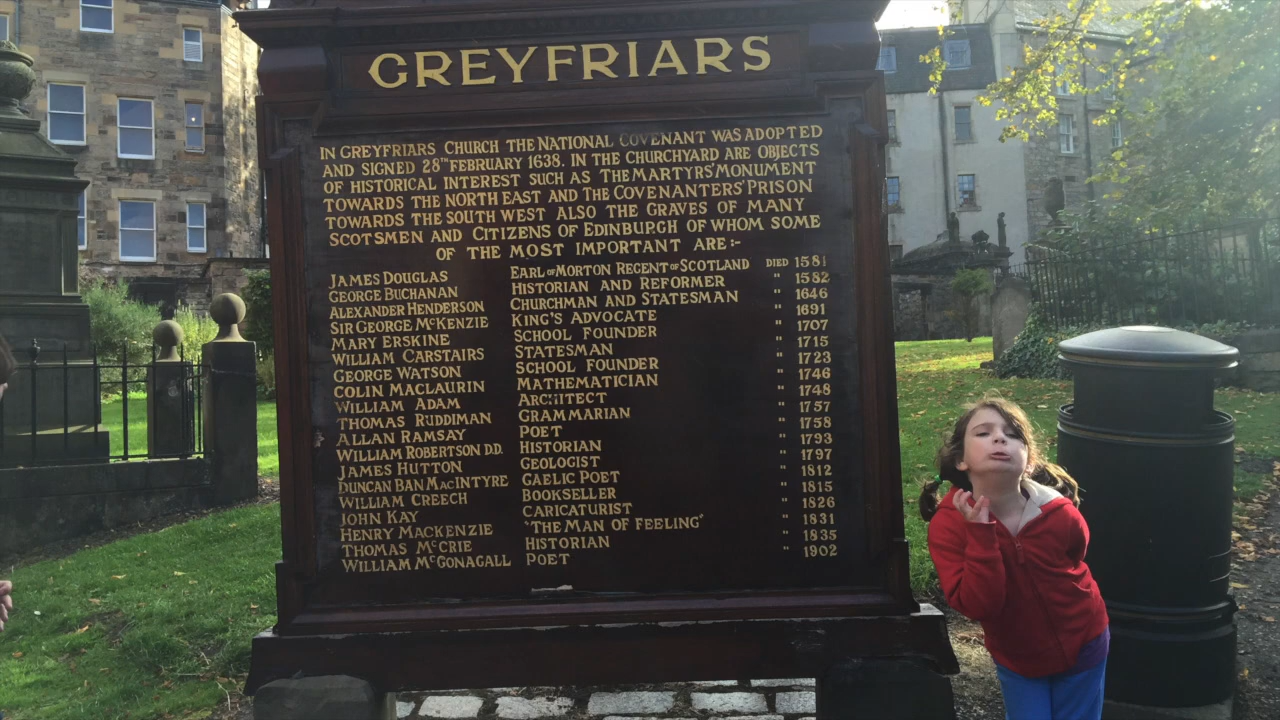 GREYFRIARS
IN GREYFRIARS CHURCH THE NATIONAL COVENANT WAS ADOPTED
AND SIGNED 28TH FEBRUARY 1638. IN THE CHURCHYARD ARE OBJECTS
OF HISTORICAL INTEREST SUCH AS THE MARTYRS' MONUMENT
TOWARDS THE NORTH EAST AND THE COVENANTERS' PRISON
TOWARDS THE SOUTH WEST ALSO THE GRAVES OF MANY
SCOTSMEN AND CITIZENS OF EDINBURGH OF WHOM SOME
OF THE MOST IMPORTANT ARE:-
JAMES DOUGLAS EARL OF MORTON REGENT OF SCOTLAND DIED 1581
GEORGE BUCHANAN HISTORIAN AND REFORMER " 1582
ALEXANDER HENDERSON CHURCHMAN AND STATESMAN " 1646
SIR GEORGE MCKENZIE KING'S ADVOCATE " 1691
MARY ERSKINE SCHOOL FOUNDER " 1707
WILLIAM CARSTAIRS STATESMAN " 1715
GEORGE WATSON SCHOOL FOUNDER " 1723
COLIN MACLAURIN MATHEMATICIAN " 1746
WILLIAM ADAM ARCHITECT " 1748
THOMAS RUDDIMAN GRAMMARIAN " 1757
ALLAN RAMSAY POET " 1758
WILLIAM ROBERTSON D.D. HISTORIAN " 1793
JAMES HUTTON GEOLOGIST " 1797
DUNCAN BAN MACINTYRE GAELIC POET " 1812
WILLIAM CREECH BOOKSELLER " 1815
JOHN KAY CARICATURIST " 1826
HENRY MACKENZIE "THE MAN OF FEELING" " 1831
THOMAS MCCRIE HISTORIAN " 1835
WILLIAM MCGONAGALL POET " 1902